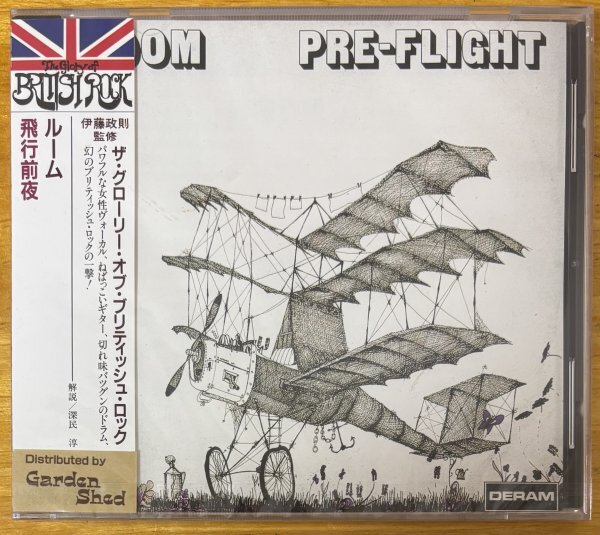 The Glory of
BRITISH ROCK
伊藤政則
監修
ザ・グローリー・オブ・ブリティッシュ・ロック
パワフルな女性ヴォーカル、ねばっこいギター、切れ味バツグンのドラム、
幻のブリティッシュ・ロックの一撃!
ルーム
飛行前夜
解説/深民 淳
Distributed by
Garden
Shed
OOM PRE-FLIGHT
DERAM